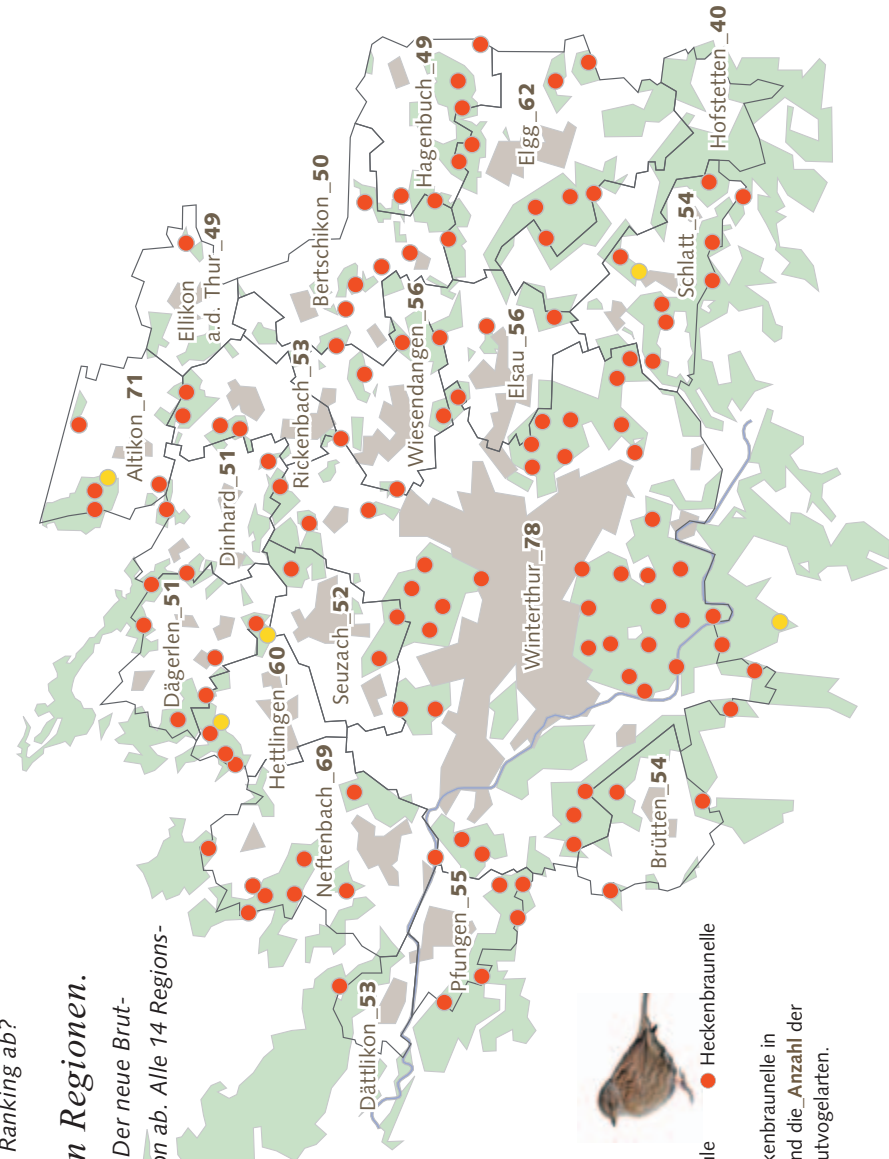 Ranking ab?
n Regionen.
Der neue Brut-
on ab. Alle 14 Regions-
Altikon_71
Ellikon
a.d. Thur_49
Dägerlen_51
Dinhard_51
Rickenbach_53
Bertschikon_50
Hagenbuch_49
Hettlingen_60
Seuzach_52
Wiesendangen_56
Elgg_62
Neftenbach_69
Elsau_56
Hofstetten_40
Dättlikon_53
Pfungen_55
Winterthur_78
Schlatt_54
Brütten_54
ale
Heckenbraunelle
kenbraunelle in
nd die_Anzahl der
utvogelarten.